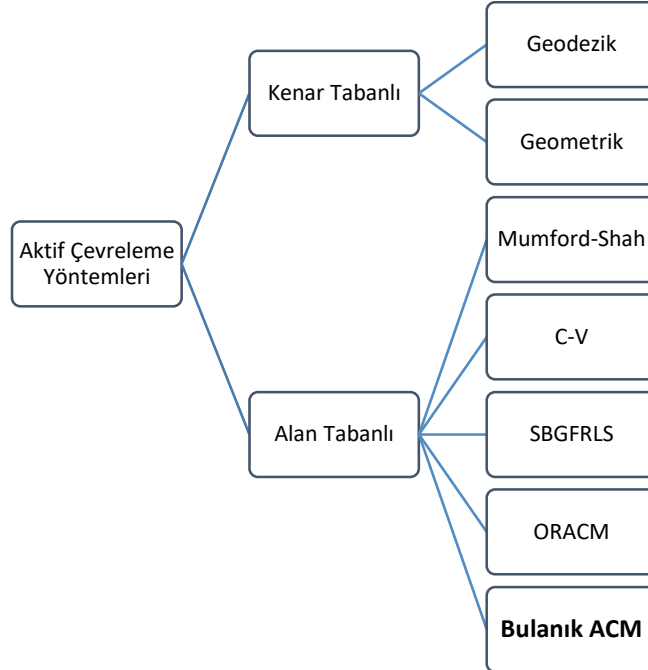 Aktif Çevreleme
Yöntemleri
Kenar Tabanlı
Geodezik
Geometrik
Alan Tabanlı
Mumford-Shah
C-V
SBGFRLS
ORACM
Bulanık ACM